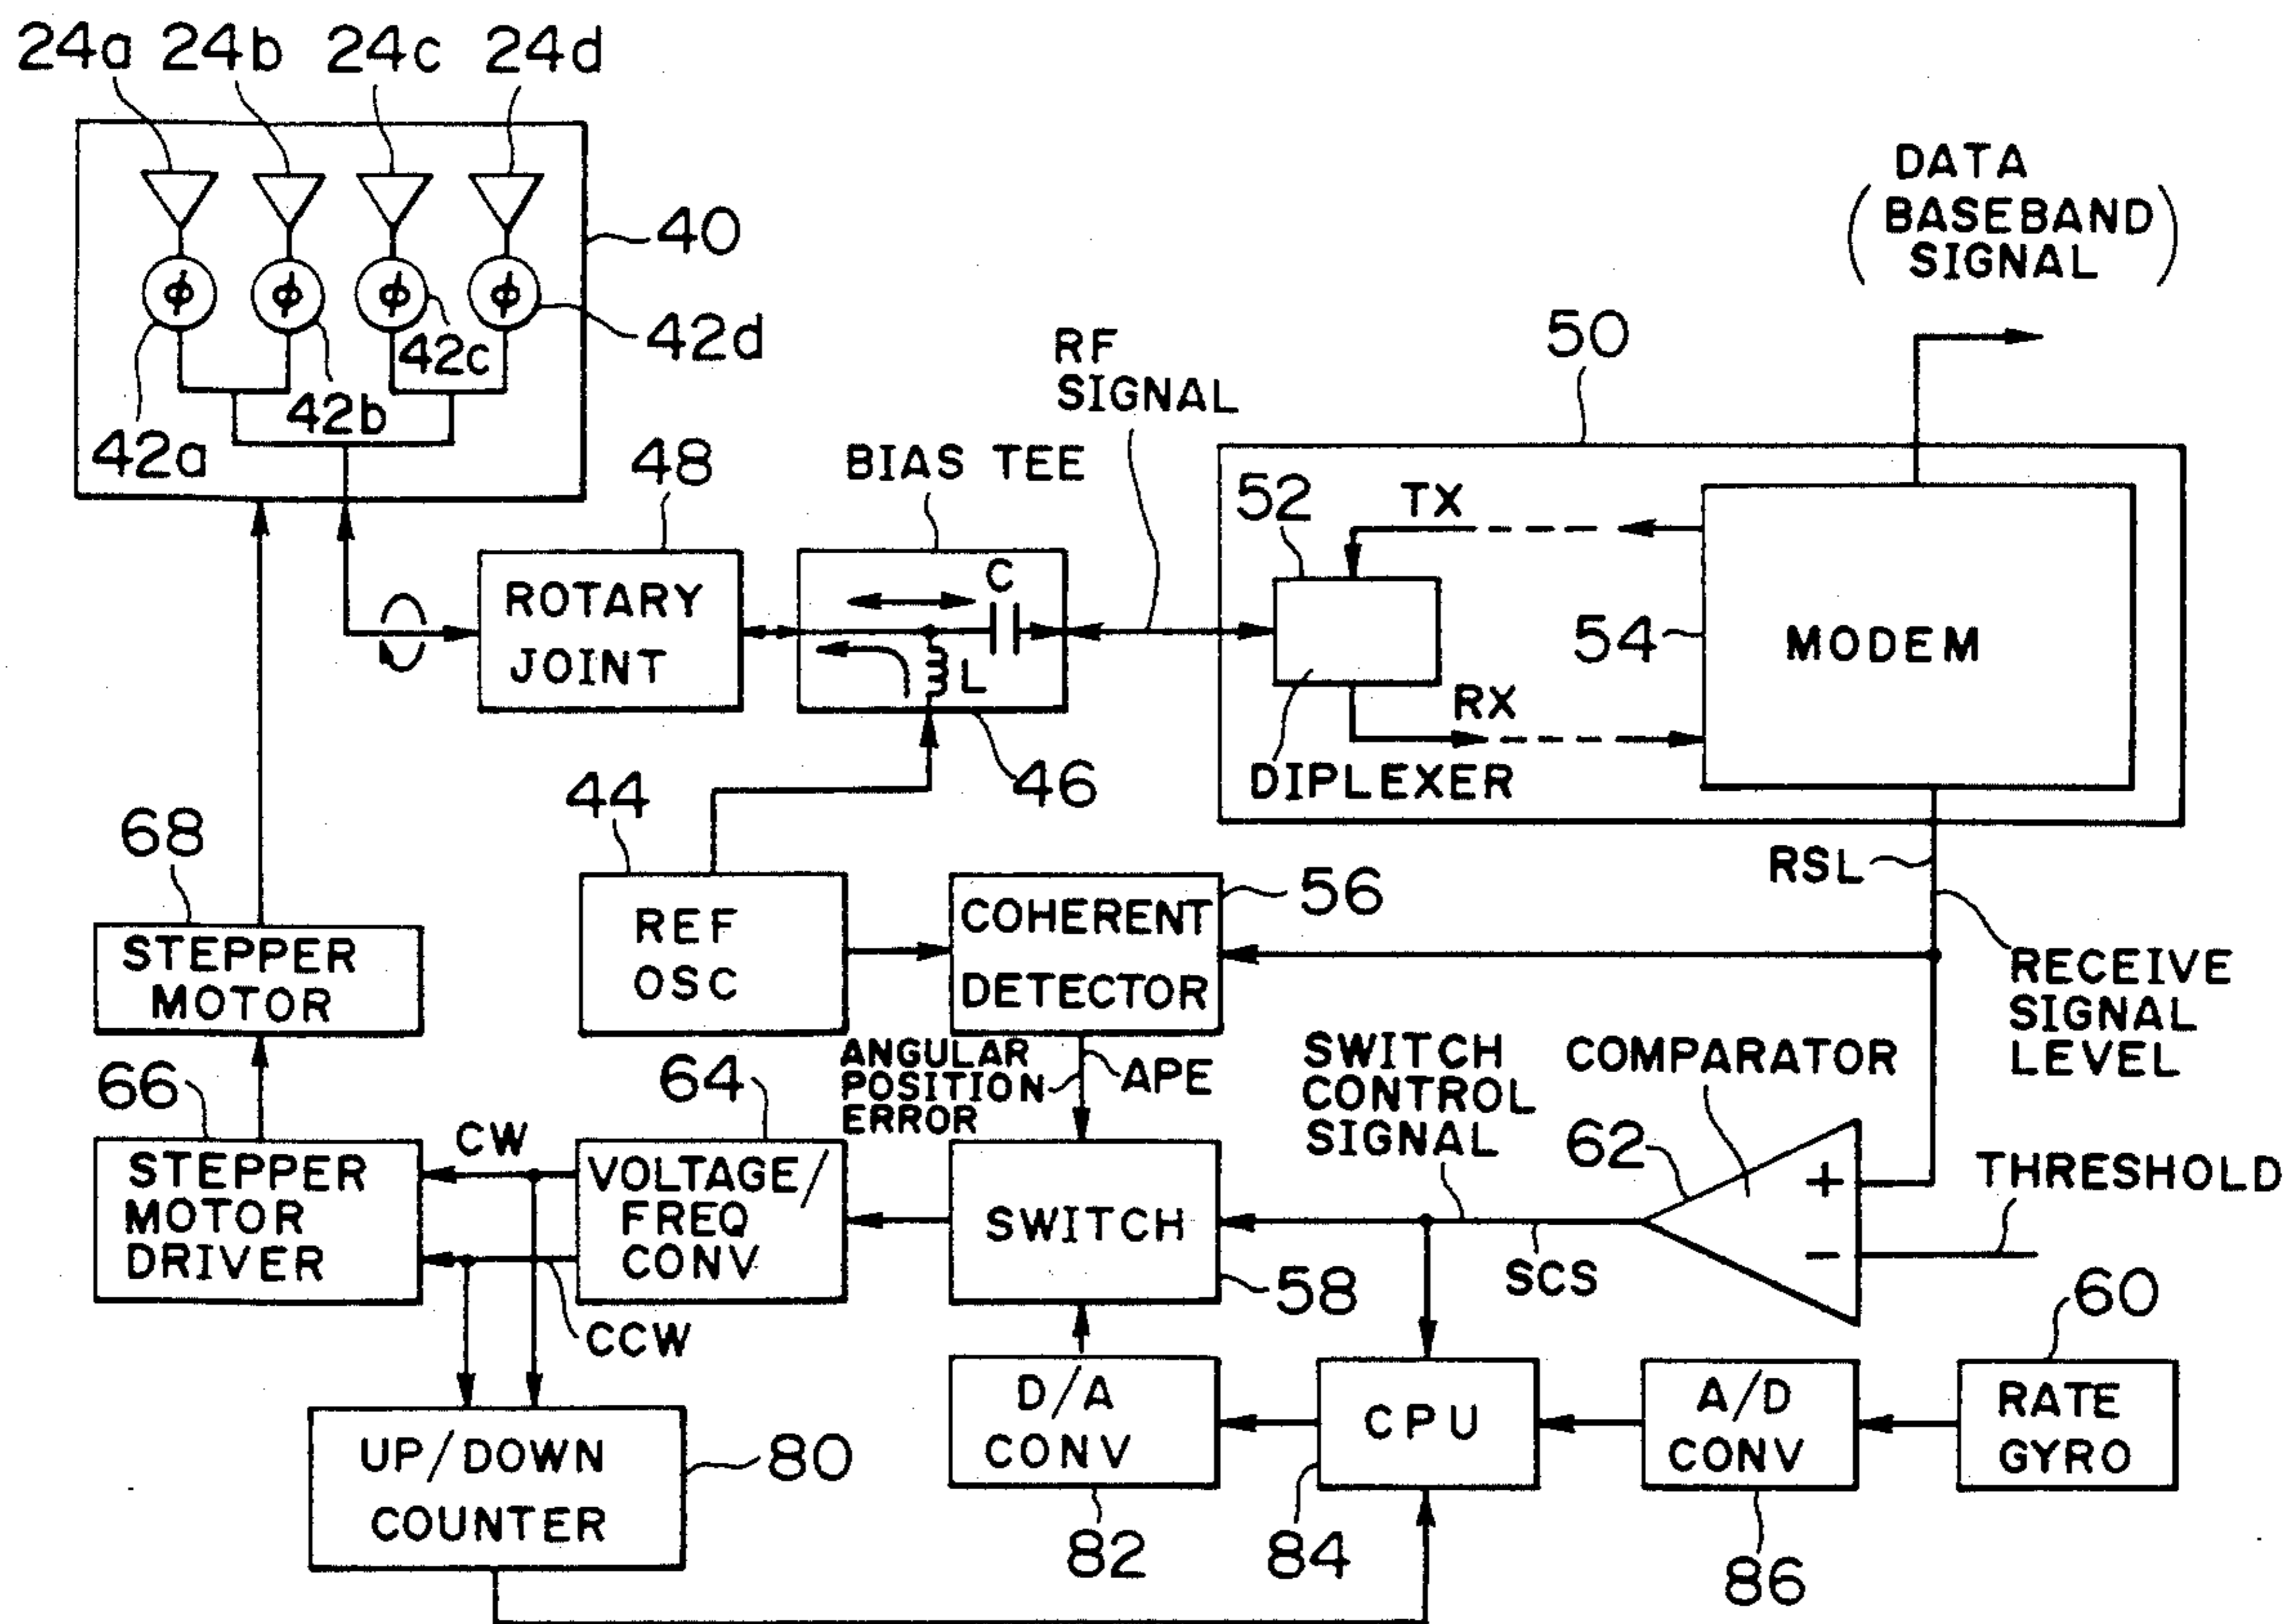 24a 24b 24c 24d
40
ϕ ϕ ϕ ϕ
42a
42b
42c
42d
DATA
(BASEBAND
SIGNAL)
RF
SIGNAL
50
48
ROTARY
JOINT
BIAS TEE
C
L
46
52
TX
RX
DIPLEXER
54
MODEM
44
REF
OSC
56
COHERENT
DETECTOR
RSL
RECEIVE
SIGNAL
LEVEL
68
STEPPER
MOTOR
66
STEPPER
MOTOR
DRIVER
CW
CCW
64
VOLTAGE/
FREQ
CONV
ANGULAR
POSITION
ERROR
APE
SWITCH
58
SWITCH
CONTROL
SIGNAL
SCS
COMPARATOR
62
+
−
THRESHOLD
60
RATE
GYRO
UP/DOWN
COUNTER
80
D/A
CONV
82
CPU
84
A/D
CONV
86